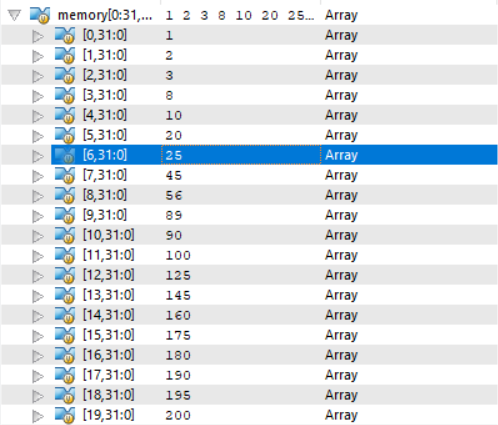 memory[0:31,... 1 2 3 8 10 20 25... Array
[0,31:0] 1 Array
[1,31:0] 2 Array
[2,31:0] 3 Array
[3,31:0] 8 Array
[4,31:0] 10 Array
[5,31:0] 20 Array
[6,31:0] 25 Array
[7,31:0] 45 Array
[8,31:0] 56 Array
[9,31:0] 89 Array
[10,31:0] 90 Array
[11,31:0] 100 Array
[12,31:0] 125 Array
[13,31:0] 145 Array
[14,31:0] 160 Array
[15,31:0] 175 Array
[16,31:0] 180 Array
[17,31:0] 190 Array
[18,31:0] 195 Array
[19,31:0] 200 Array